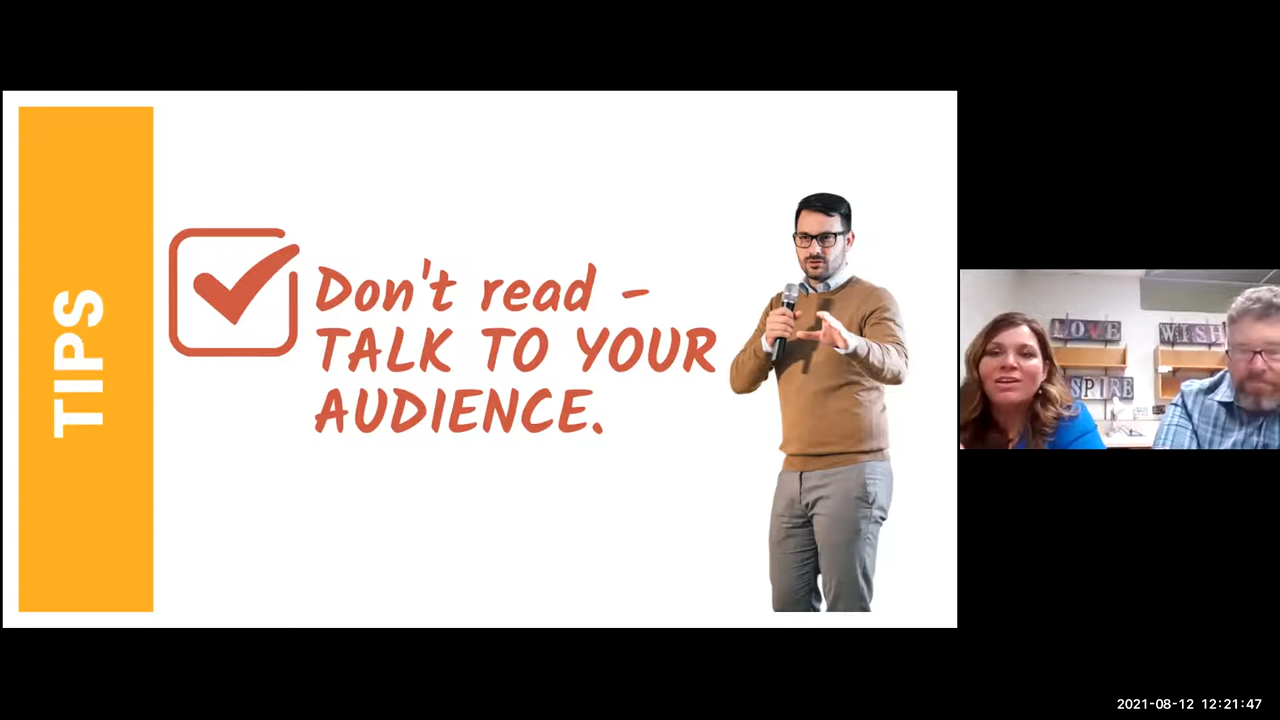 TIPS
Don't read -
TALK TO YOUR
AUDIENCE.
LOVE
WISH
SPIRE
2021-08-12 12:21:47